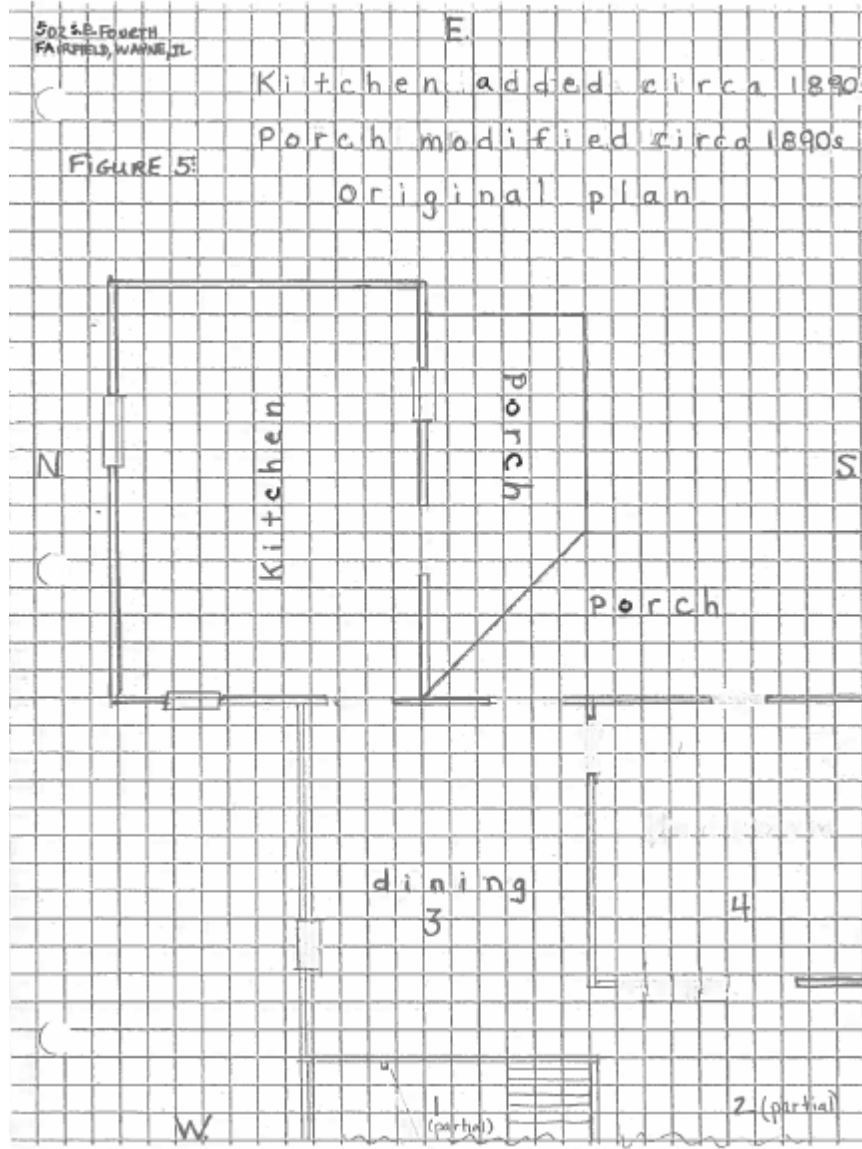 502 S.E. FOURTH
FAIRFIELD, WAYNE, IL
E.
Kitchen added circa 1890
Porch modified circa 1890s
FIGURE 5:
original plan
Kitchen
porch
N
S.
porch
dining
3
4
1
(partial)
2 (partial)
W.